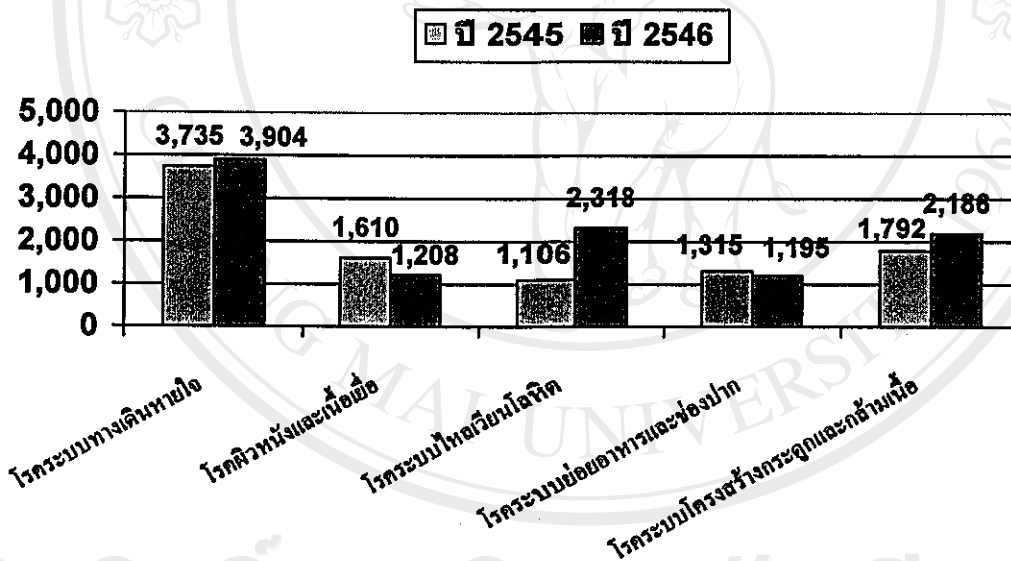 ปี 2545 ปี 2546
5,000
4,000
3,000
2,000
1,000
0
3,735 3,904
1,610 1,208
1,106 2,318
1,315 1,195
1,792 2,186
โรคระบบทางเดินหายใจ
โรคผิวหนังและเนื้อเยื่อ
โรคระบบไหลเวียนโลหิต
โรคระบบย่อยอาหารและช่องปาก
โรคระบบโครงสร้างกระดูกและกล้ามเนื้อ
NG MAI UNIVERSIT